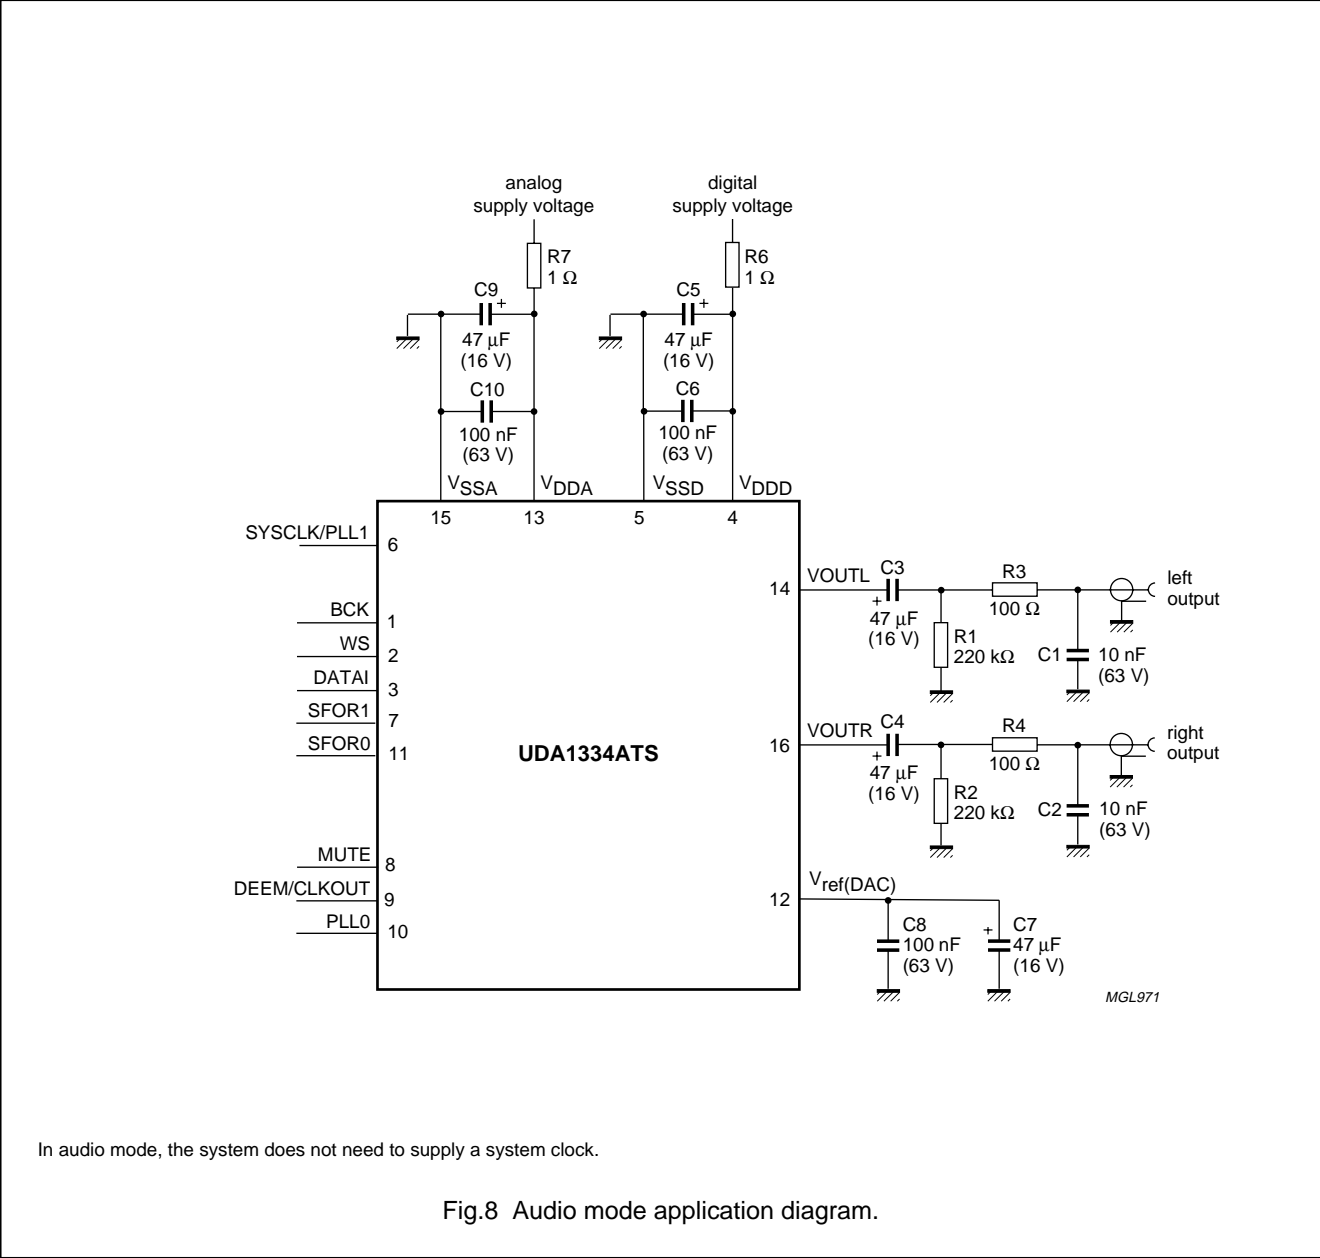 analog
supply voltage
digital
supply voltage
R7
1 Ω
R6
1 Ω
C9
+
47 μF
(16 V)
C5
+
47 μF
(16 V)
C10
100 nF
(63 V)
C6
100 nF
(63 V)
VSSA
VDDA
VSSD
VDDD
15
13
5
4
SYSCLK/PLL1
6
BCK
1
WS
2
DATAI
3
SFOR1
7
SFOR0
11
MUTE
8
DEEM/CLKOUT
9
PLL0
10
UDA1334ATS
14
VOUTL
C3
+
47 μF
(16 V)
R1
220 kΩ
R3
100 Ω
C1
10 nF
(63 V)
left
output
16
VOUTR
C4
+
47 μF
(16 V)
R2
220 kΩ
R4
100 Ω
C2
10 nF
(63 V)
right
output
12
Vref(DAC)
C8
100 nF
(63 V)
+
C7
47 μF
(16 V)
MGL971
In audio mode, the system does not need to supply a system clock.
Fig.8 Audio mode application diagram.